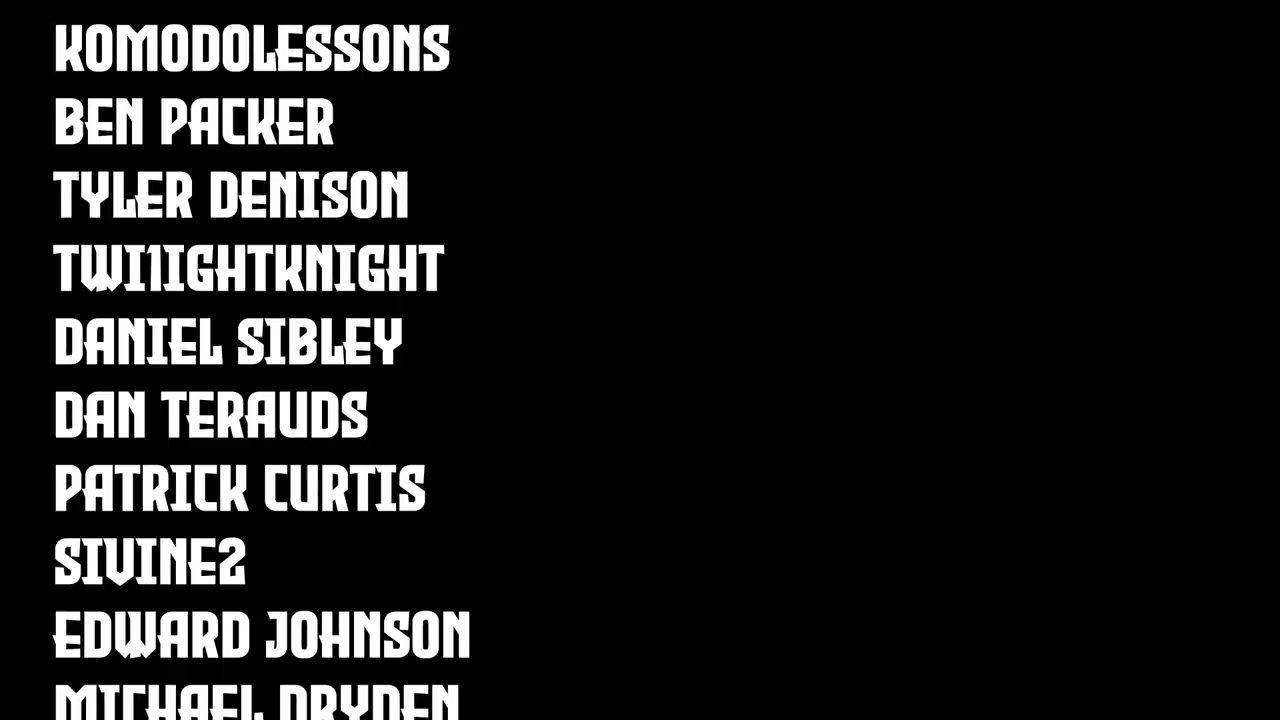 KOMODOLESSONS
BEN PACKER
TYLER DENISON
TWI1IGHTKNIGHT
DANIEL SIBLEY
DAN TERAUDS
PATRICK CURTIS
SIVINE2
EDWARD JOHNSON
MICHAEL DRYDEN